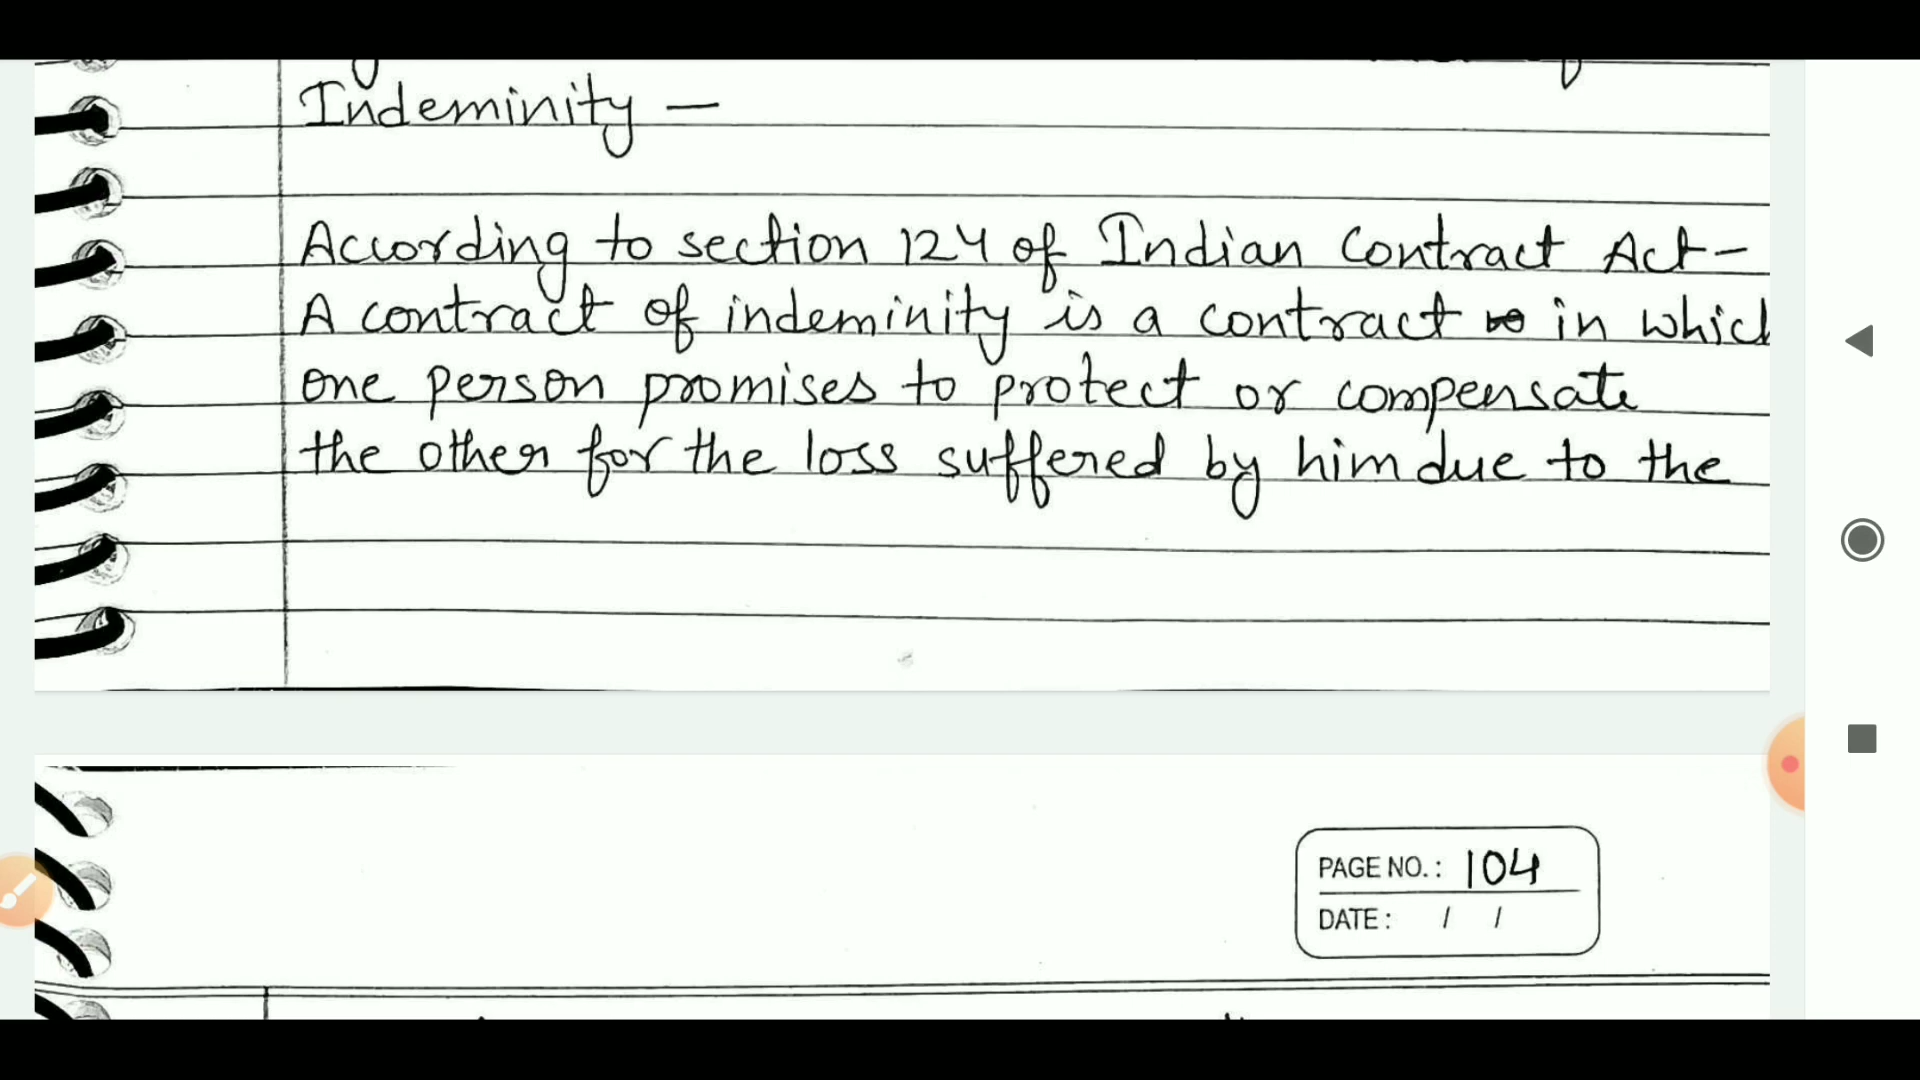 Indeminity —
According to section 124 of Indian Contract Act -
A contract of indeminity is a contract in which
one person promises to protect or compensate
the other for the loss suffered by him due to the
PAGE NO. : 104
DATE : / /